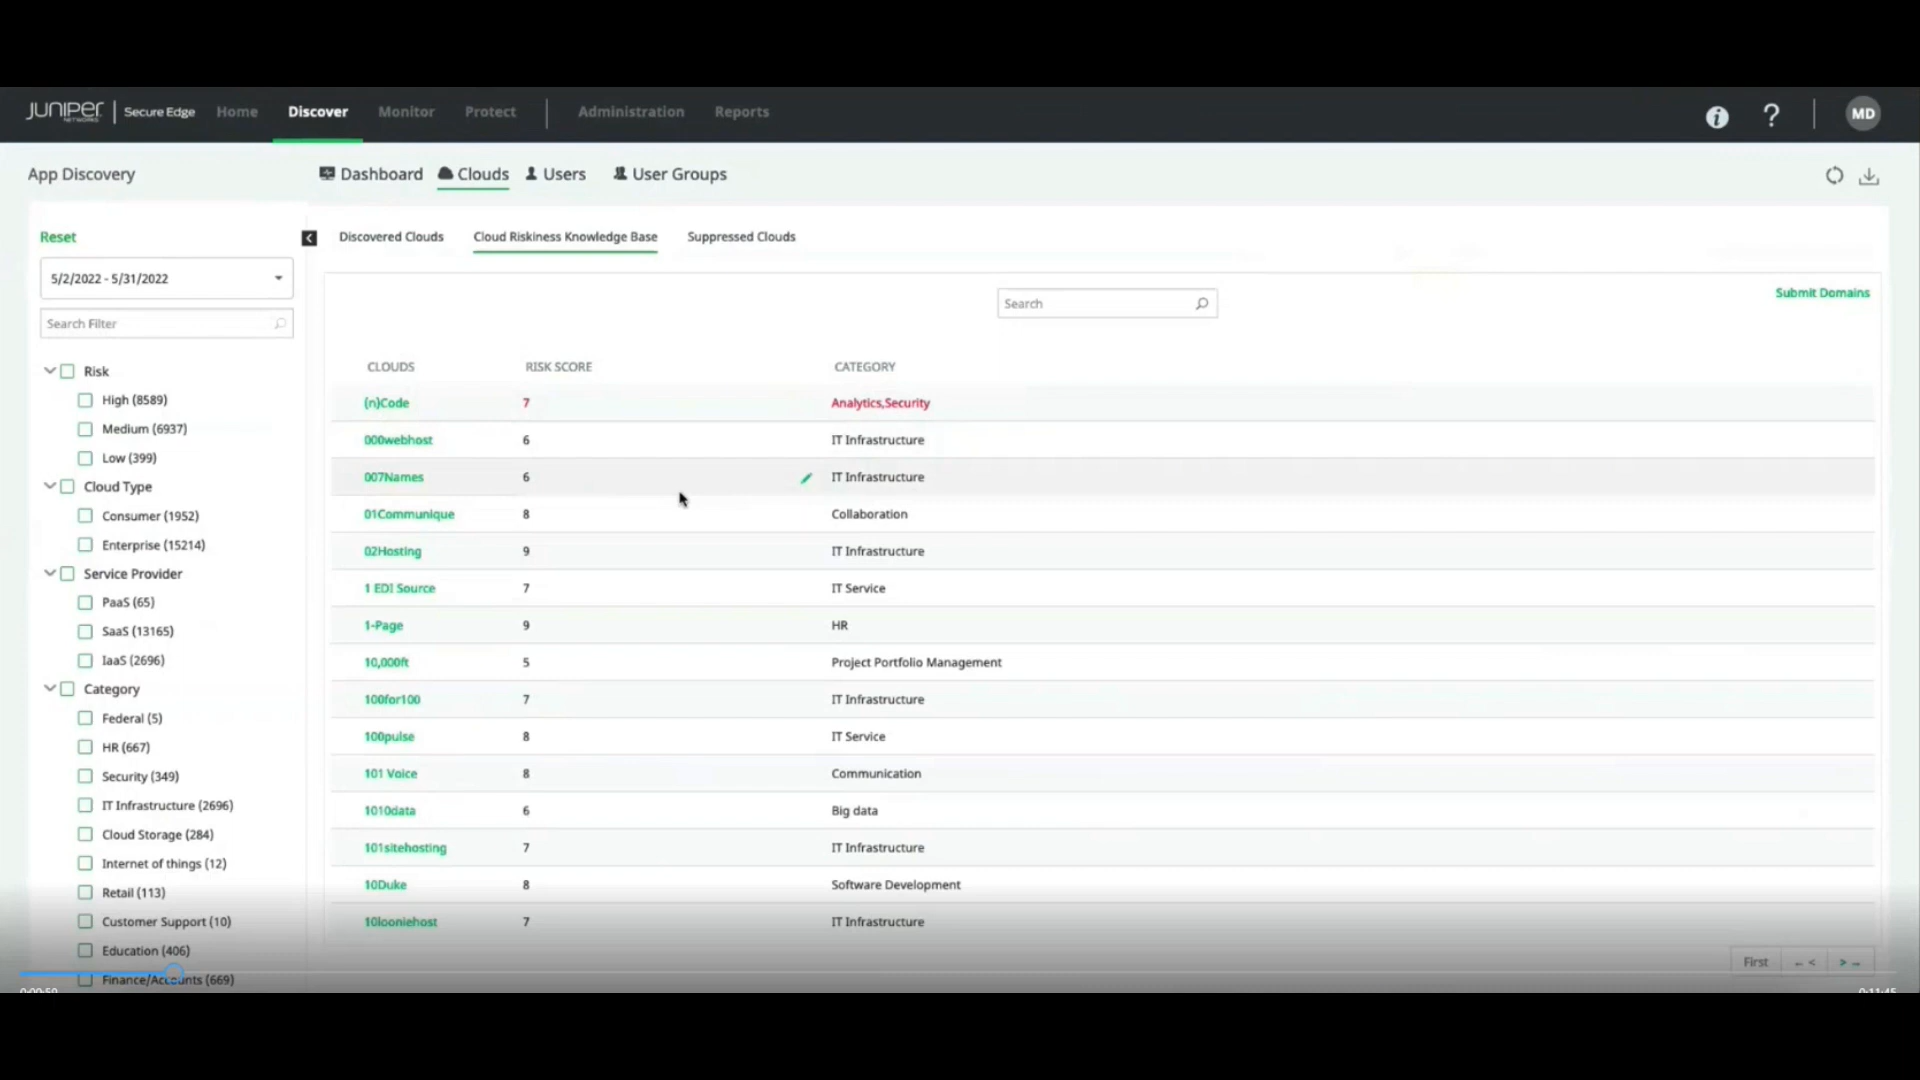 JUNIPER NETWORKS | Secure Edge Home Discover Monitor Protect Administration Reports ? MD
App Discovery Dashboard Clouds Users User Groups
Reset
5/2/2022 - 5/31/2022
Search Filter
Risk
High (8589)
Medium (6937)
Low (399)
Cloud Type
Consumer (1952)
Enterprise (15214)
Service Provider
PaaS (65)
SaaS (13165)
IaaS (2696)
Category
Federal (5)
HR (667)
Security (349)
IT Infrastructure (2696)
Cloud Storage (284)
Internet of things (12)
Retail (113)
Customer Support (10)
Education (406)
Finance/Accounts (669)
Discovered Clouds Cloud Riskiness Knowledge Base Suppressed Clouds
Search
Submit Domains
CLOUDS RISK SCORE CATEGORY
(n)Code 7 Analytics,Security
000webhost 6 IT Infrastructure
007Names 6 IT Infrastructure
01Communique 8 Collaboration
02Hosting 9 IT Infrastructure
1 EDI Source 7 IT Service
1-Page 9 HR
10,000ft 5 Project Portfolio Management
100for100 7 IT Infrastructure
100pulse 8 IT Service
101 Voice 8 Communication
1010data 6 Big data
101sitehosting 7 IT Infrastructure
10Duke 8 Software Development
10looniehost 7 IT Infrastructure
First
0:00:59
0:11:45